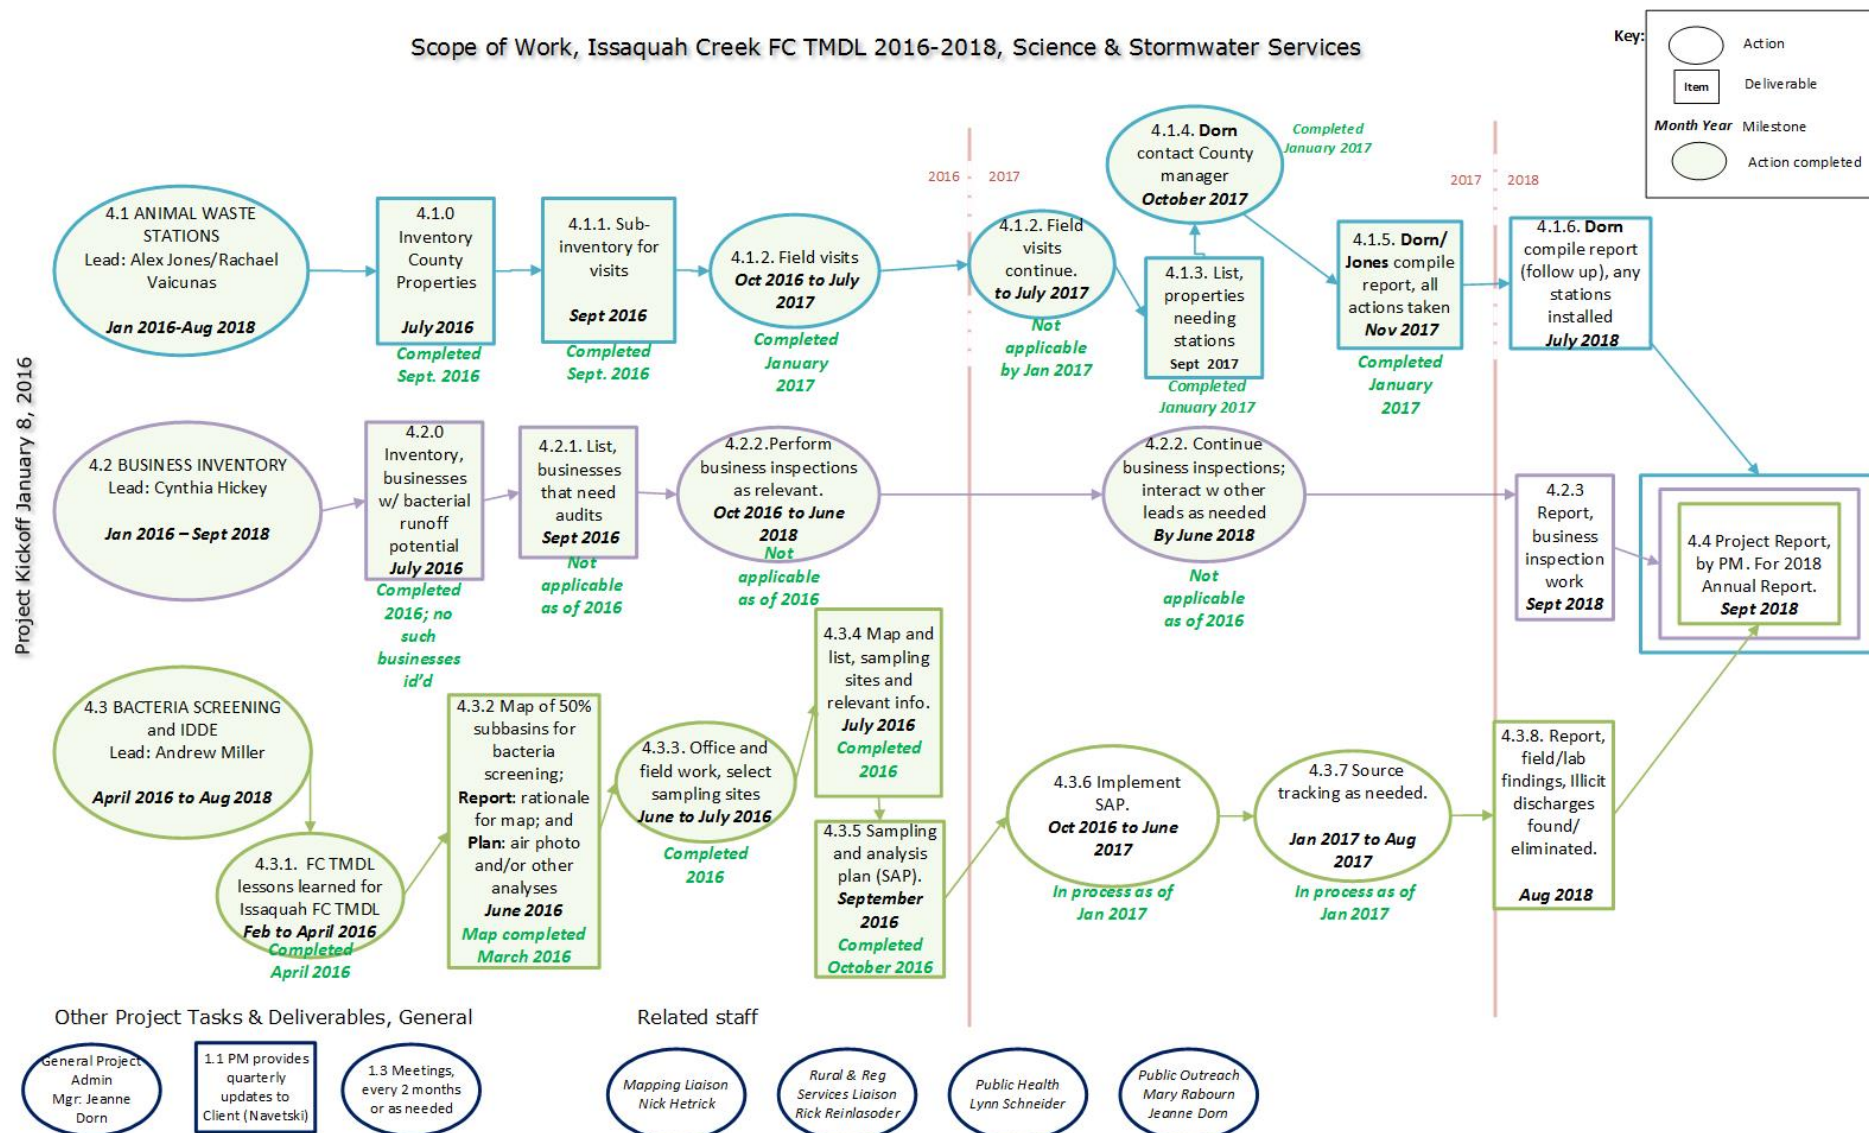 Scope of Work, Issaquah Creek FC TMDL 2016-2018, Science & Stormwater Services
Key:
Action
Item
Deliverable
Month Year
Milestone
Action completed
Project Kickoff January 8, 2016
2016
2017
2017
2018
4.1 ANIMAL WASTE
STATIONS
Lead: Alex Jones/Rachael
Vaicunas
Jan 2016-Aug 2018
4.1.0
Inventory
County
Properties
July 2016
Completed
Sept. 2016
4.1.1. Sub-
inventory for
visits
Sept 2016
Completed
Sept. 2016
4.1.2. Field visits
Oct 2016 to July
2017
Completed
January
2017
4.1.2. Field
visits
continue.
to July 2017
Not
applicable
by Jan 2017
4.1.3. List,
properties
needing
stations
Sept 2017
Completed
January 2017
4.1.4. Dorn
contact County
manager
October 2017
Completed
January 2017
4.1.5. Dorn/
Jones compile
report, all
actions taken
Nov 2017
Completed
January
2017
4.1.6. Dorn
compile report
(follow up), any
stations
installed
July 2018
4.2 BUSINESS INVENTORY
Lead: Cynthia Hickey
Jan 2016 – Sept 2018
4.2.0
Inventory,
businesses
w/ bacterial
runoff
potential
July 2016
Completed
2016; no
such
businesses
id’d
4.2.1. List,
businesses
that need
audits
Sept 2016
Not
applicable
as of 2016
4.2.2.Perform
business inspections
as relevant.
Oct 2016 to June
2018
Not
applicable
as of 2016
4.2.2. Continue
business inspections;
interact w other
leads as needed
By June 2018
Not
applicable
as of 2016
4.2.3
Report,
business
inspection
work
Sept 2018
4.4 Project Report,
by PM. For 2018
Annual Report.
Sept 2018
4.3 BACTERIA SCREENING
and IDDE
Lead: Andrew Miller
April 2016 to Aug 2018
4.3.1. FC TMDL
lessons learned for
Issaquah FC TMDL
Feb to April 2016
Completed
April 2016
4.3.2 Map of 50%
subbasins for
bacteria
screening;
Report: rationale
for map; and
Plan: air photo
and/or other
analyses
June 2016
Map completed
March 2016
4.3.3. Office and
field work, select
sampling sites
June to July 2016
Completed
2016
4.3.4 Map and
list, sampling
sites and
relevant info.
July 2016
Completed
2016
4.3.5 Sampling
and analysis
plan (SAP).
September
2016
Completed
October 2016
4.3.6 Implement
SAP.
Oct 2016 to June
2017
In process as of
Jan 2017
4.3.7 Source
tracking as needed.
Jan 2017 to Aug
2017
In process as of
Jan 2017
4.3.8. Report,
field/lab
findings, Illicit
discharges
found/
eliminated.
Aug 2018
Other Project Tasks & Deliverables, General
General Project
Admin
Mgr: Jeanne
Dorn
1.1 PM provides
quarterly
updates to
Client (Navetski)
1.3 Meetings,
every 2 months
or as needed
Related staff
Mapping Liaison
Nick Hetrick
Rural & Reg
Services Liaison
Rick Reinlasoder
Public Health
Lynn Schneider
Public Outreach
Mary Rabourn
Jeanne Dorn